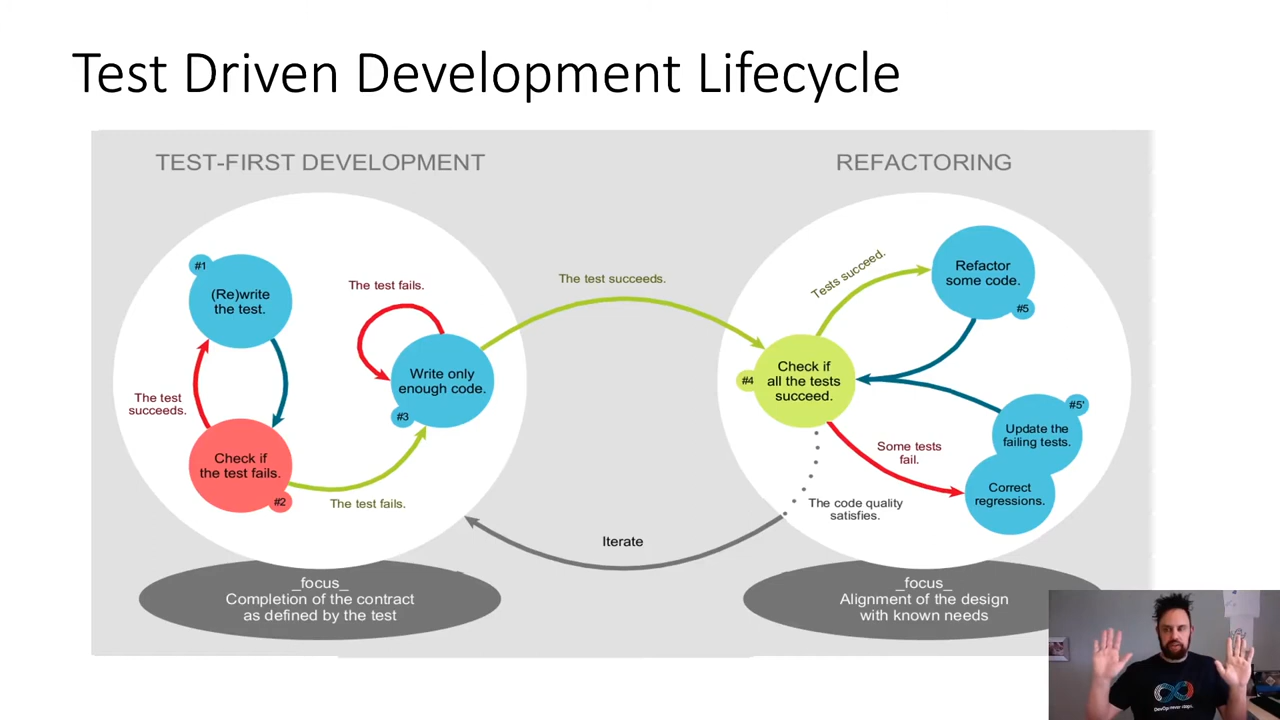 Test Driven Development Lifecycle
TEST-FIRST DEVELOPMENT
REFACTORING
#1
(Re)write
the test.
The test
succeeds.
Check if
the test fails.
#2
The test fails.
The test fails.
Write only
enough code.
#3
The test succeeds.
#4
Check if
all the tests
succeed.
Tests succeed.
Refactor
some code.
#5
Some tests
fail.
#5'
Update the
failing tests.
Correct
regressions.
The code quality
satisfies.
Iterate
_focus_
Completion of the contract
as defined by the test
_focus_
Alignment of the design
with known needs